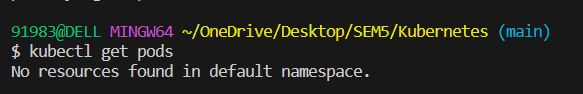 91983@DELL MINGW64 ~/OneDrive/Desktop/SEM5/Kubernetes (main)
$ kubectl get pods
No resources found in default namespace.